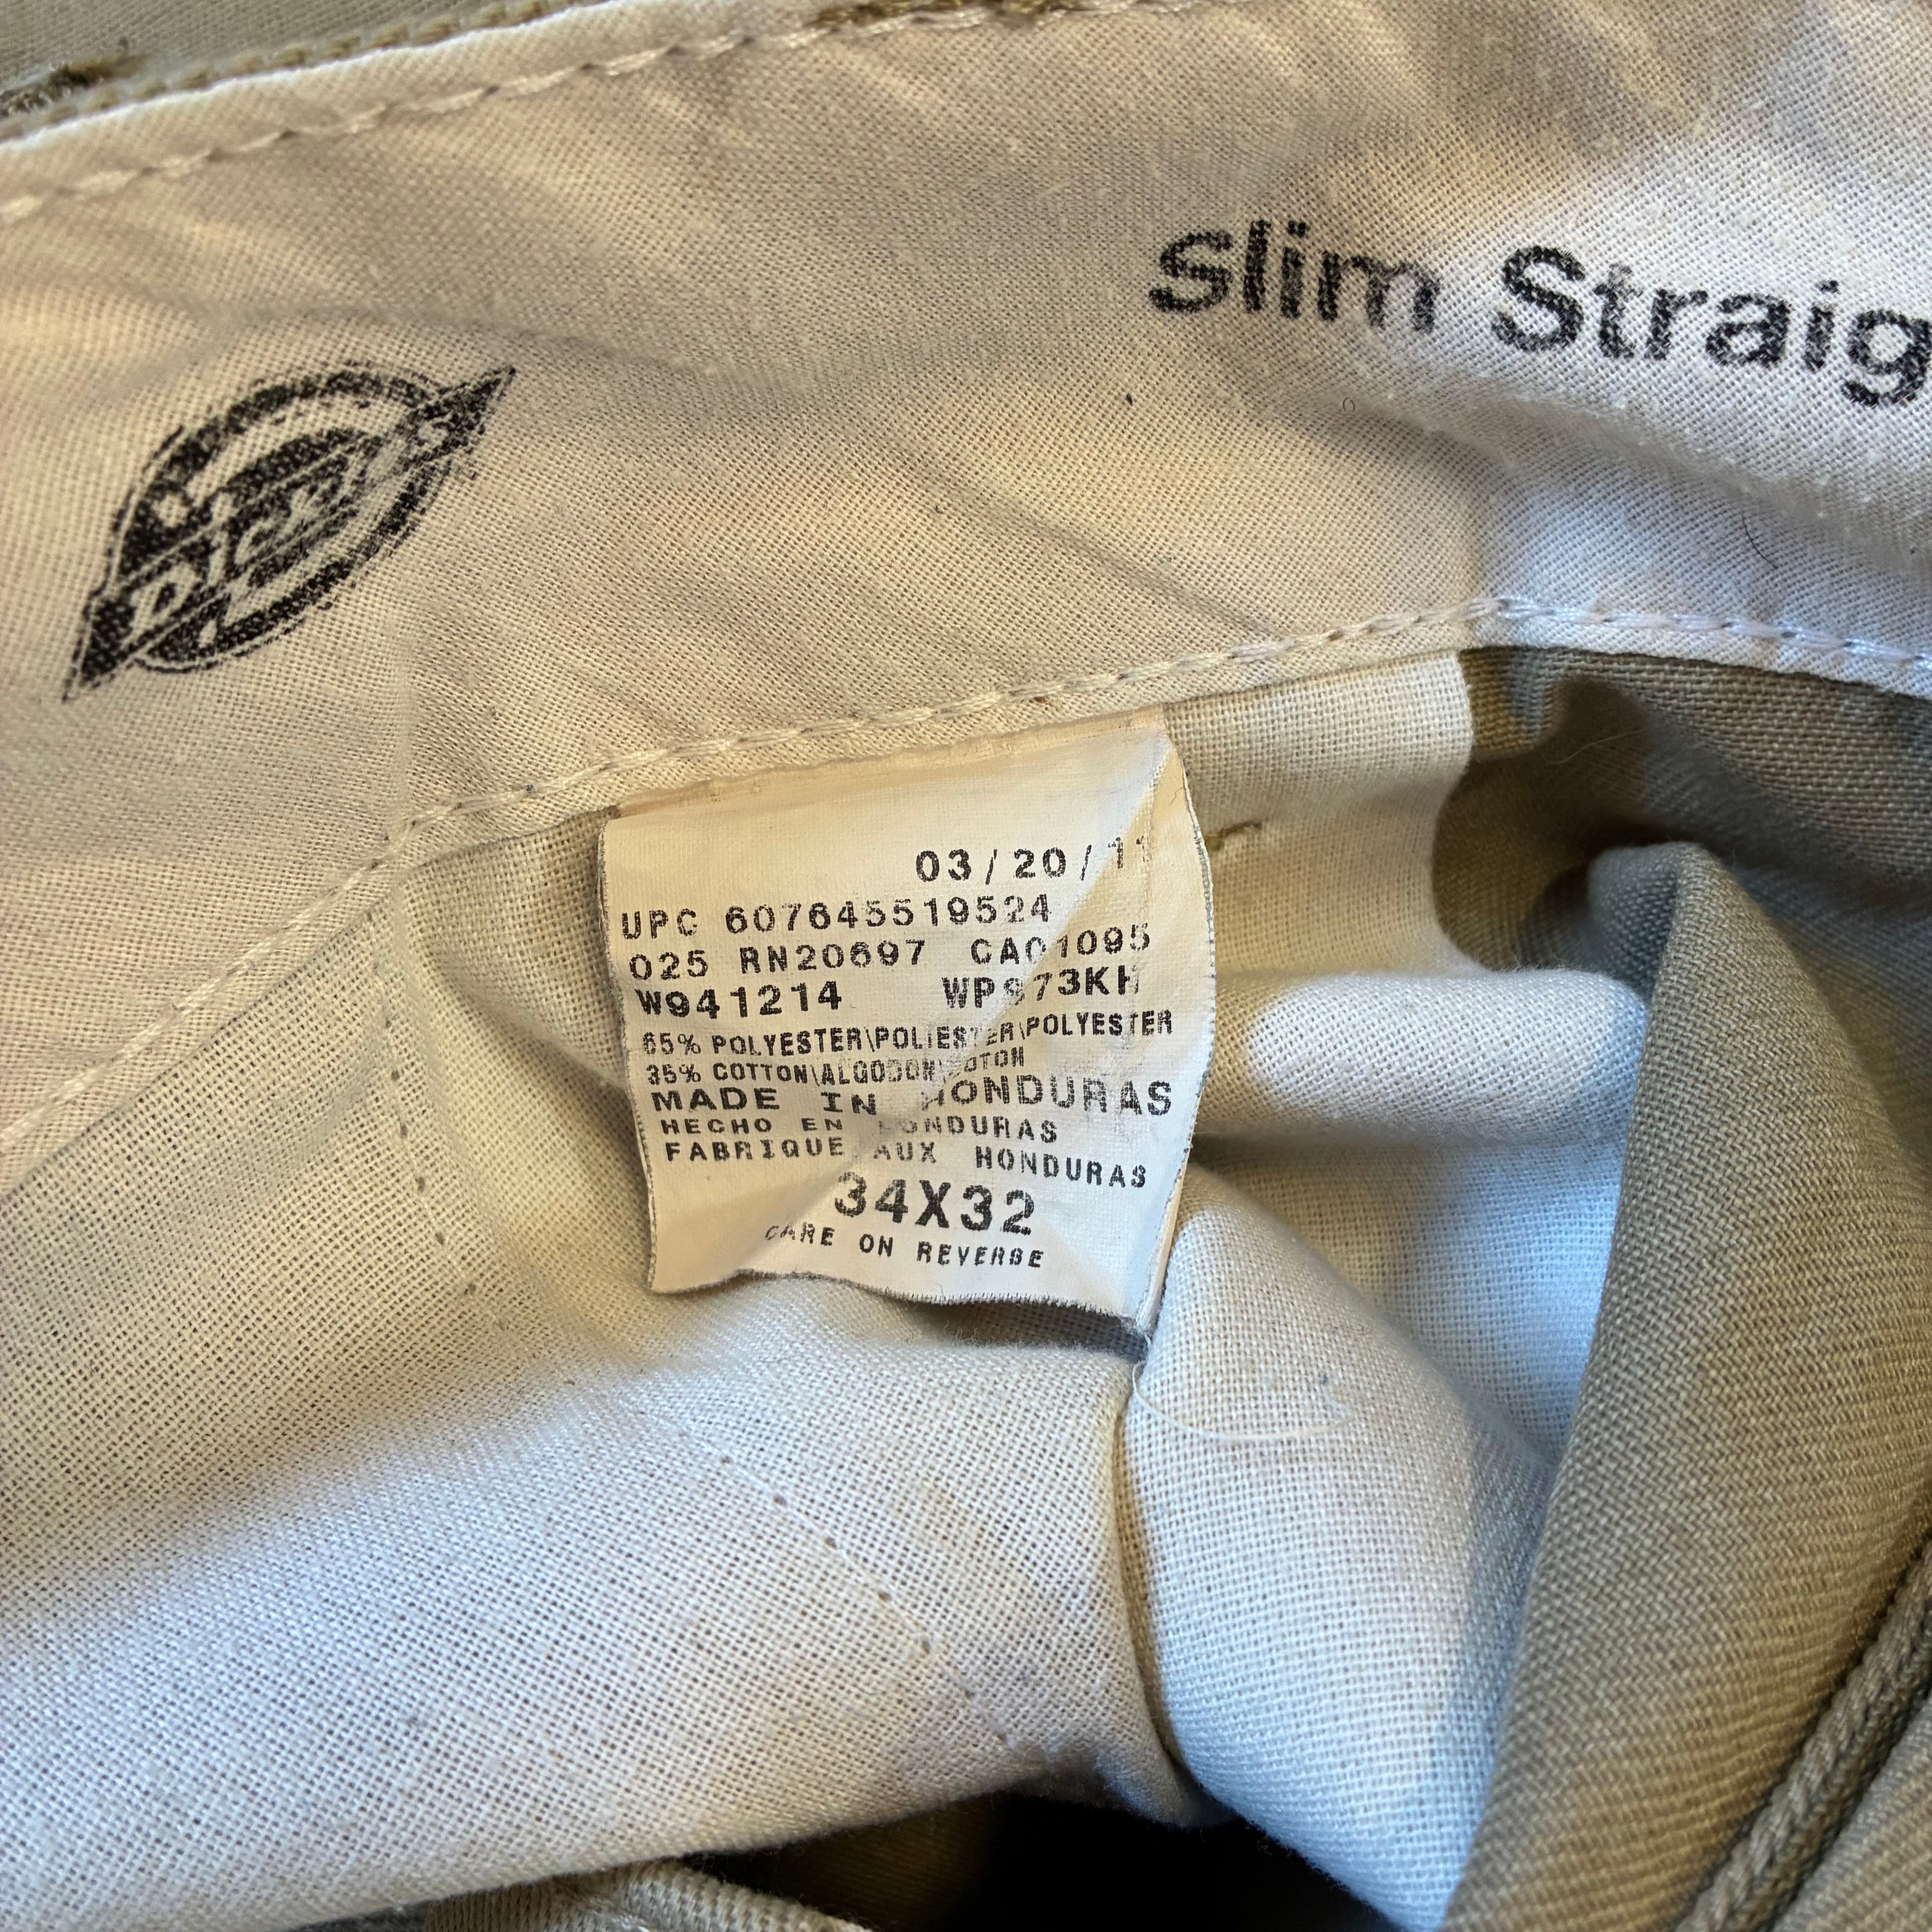 slim Straig
DICKIES
03/20/11
UPC 607645519524
025 RN20697 CA01095
W941214 WP873KH
65% POLYESTER\POLIESTER\POLYESTER
35% COTTON\ALGODON\COTON
MADE IN HONDURAS
HECHO EN HONDURAS
FABRIQUE AUX HONDURAS
34X32
CARE ON REVERSE